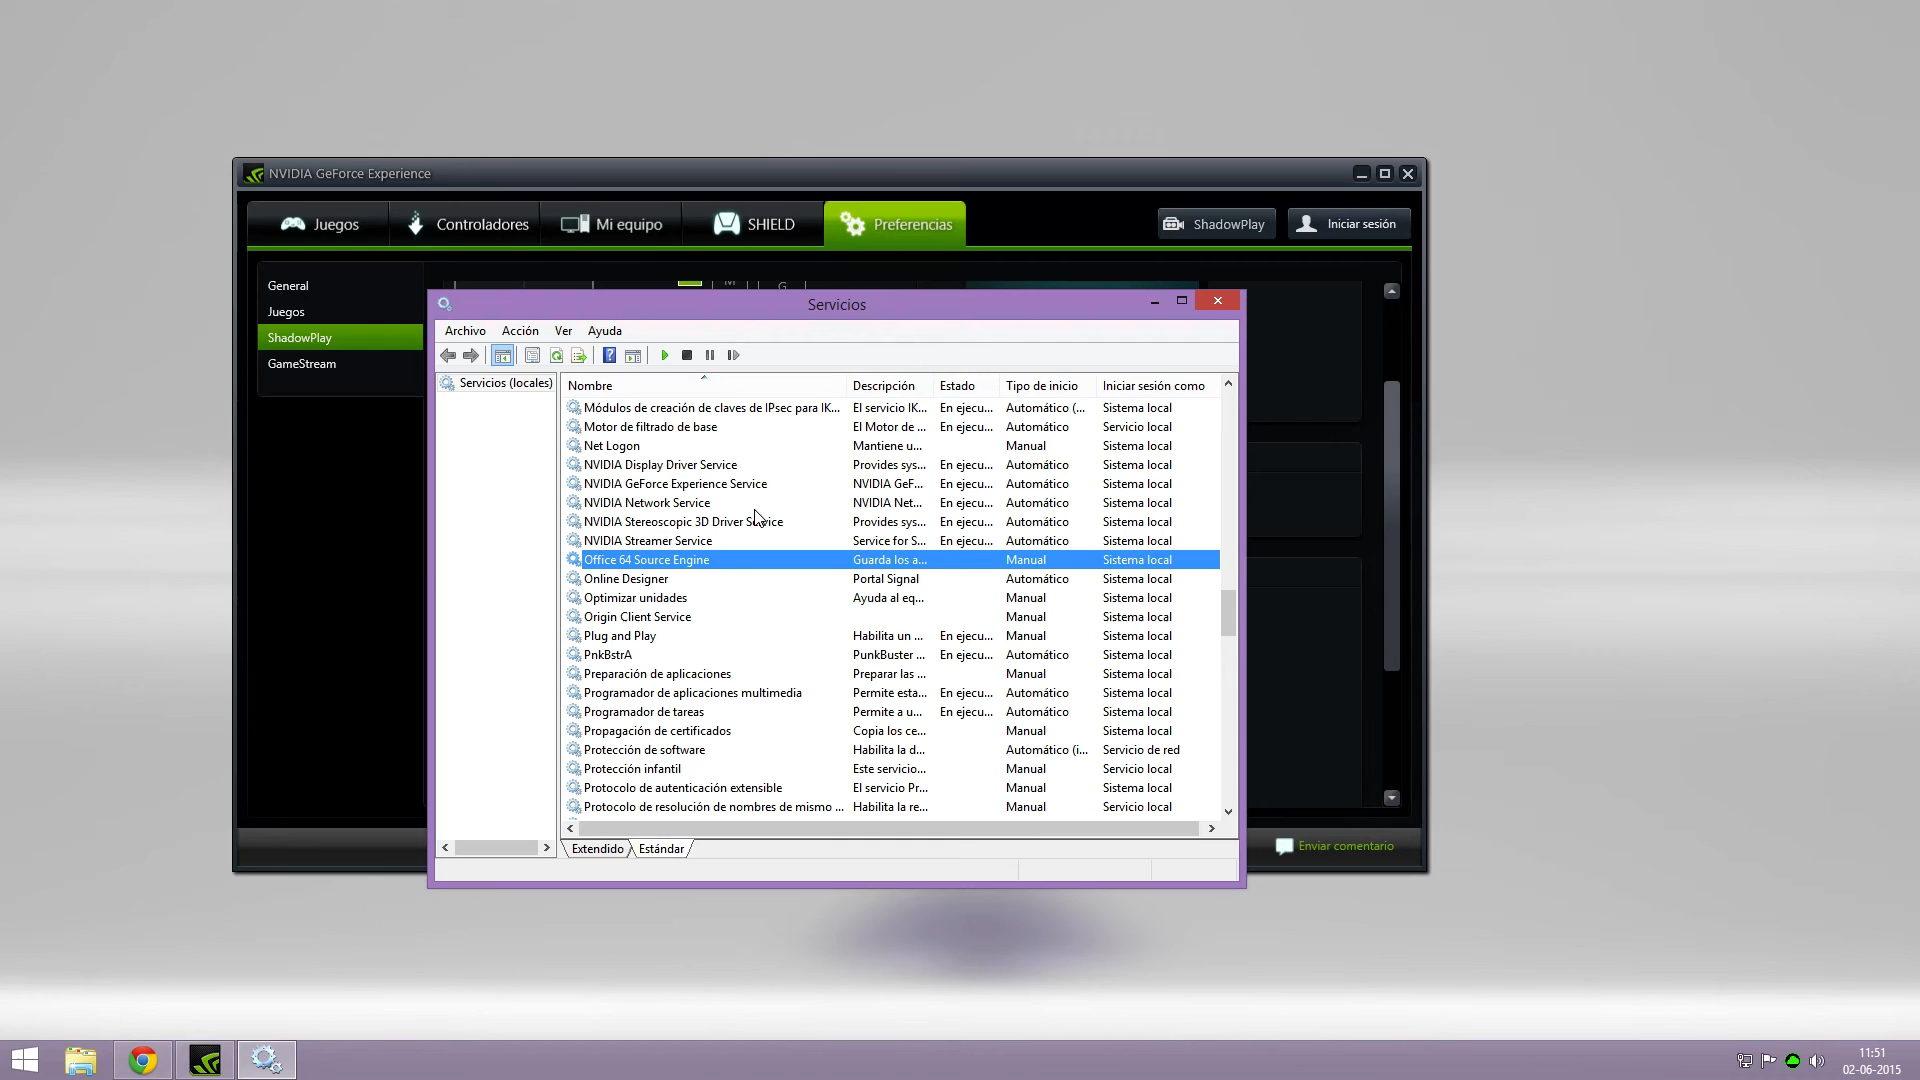 NVIDIA GeForce Experience
Juegos
Controladores
Mi equipo
SHIELD
Preferencias
ShadowPlay
Iniciar sesión
General
Juegos
ShadowPlay
GameStream
Servicios
Archivo Acción Ver Ayuda
Servicios (locales)
Nombre Descripción Estado Tipo de inicio Iniciar sesión como
Módulos de creación de claves de IPsec para IK... El servicio IK... En ejecu... Automático (... Sistema local
Motor de filtrado de base El Motor de ... En ejecu... Automático Servicio local
Net Logon Mantiene u... Manual Sistema local
NVIDIA Display Driver Service Provides sys... En ejecu... Automático Sistema local
NVIDIA GeForce Experience Service NVIDIA GeF... En ejecu... Automático Sistema local
NVIDIA Network Service NVIDIA Net... En ejecu... Automático Sistema local
NVIDIA Stereoscopic 3D Driver Service Provides sys... En ejecu... Automático Sistema local
NVIDIA Streamer Service Service for S... En ejecu... Automático Sistema local
Office 64 Source Engine Guarda los a... Manual Sistema local
Online Designer Portal Signal Automático Sistema local
Optimizar unidades Ayuda al eq... Manual Sistema local
Origin Client Service Manual Sistema local
Plug and Play Habilita un ... En ejecu... Manual Sistema local
PnkBstrA PunkBuster ... En ejecu... Manual Sistema local
Preparación de aplicaciones Preparar las ... Manual Sistema local
Programador de aplicaciones multimedia Permite esta... En ejecu... Automático Sistema local
Programador de tareas Permite a u... En ejecu... Automático Sistema local
Propagación de certificados Copia los ce... Manual Sistema local
Protección de software Habilita la d... Automático (i... Servicio de red
Protección infantil Este servicio... Manual Servicio local
Protocolo de autenticación extensible El servicio Pr... Manual Sistema local
Protocolo de resolución de nombres de mismo ... Habilita la re... Manual Servicio local
Extendido Estándar
Enviar comentario
11:51
02-06-2015